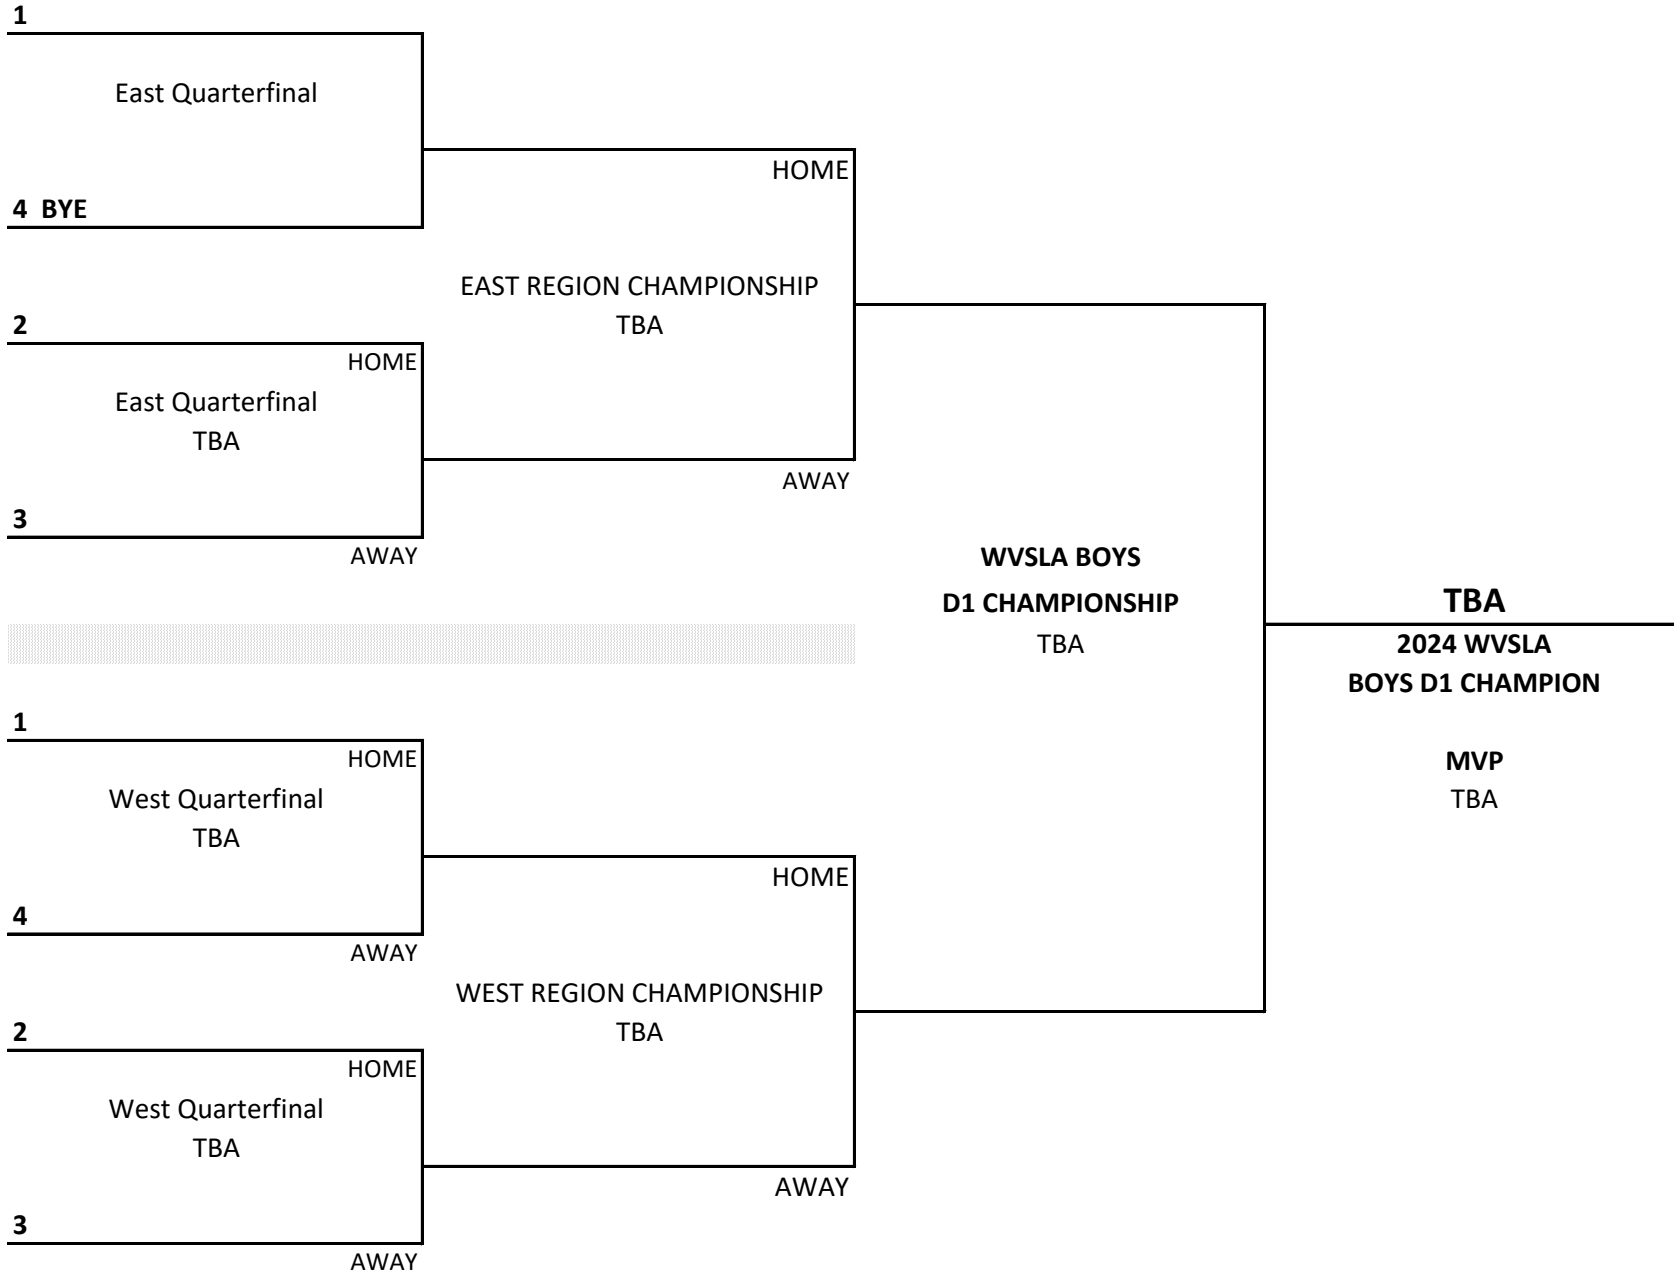 1
East Quarterfinal
4 BYE
2
HOME
East Quarterfinal
TBA
3
AWAY
HOME
EAST REGION CHAMPIONSHIP
TBA
AWAY
1
HOME
West Quarterfinal
TBA
4
AWAY
2
HOME
West Quarterfinal
TBA
3
AWAY
HOME
WEST REGION CHAMPIONSHIP
TBA
AWAY
WVSLA BOYS
D1 CHAMPIONSHIP
TBA
TBA
2024 WVSLA
BOYS D1 CHAMPION
MVP
TBA